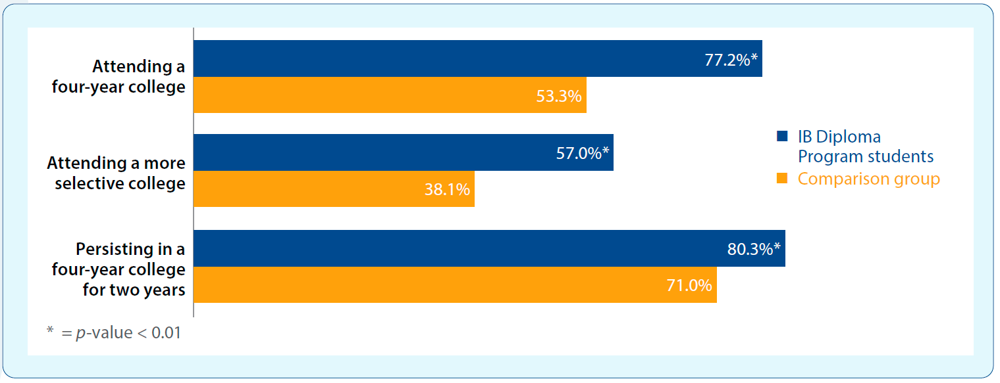 Attending a
four-year college
77.2%*
53.3%
Attending a more
selective college
57.0%*
38.1%
IB Diploma
Program students
Comparison group
Persisting in a
four-year college
for two years
80.3%*
71.0%
* = p-value < 0.01